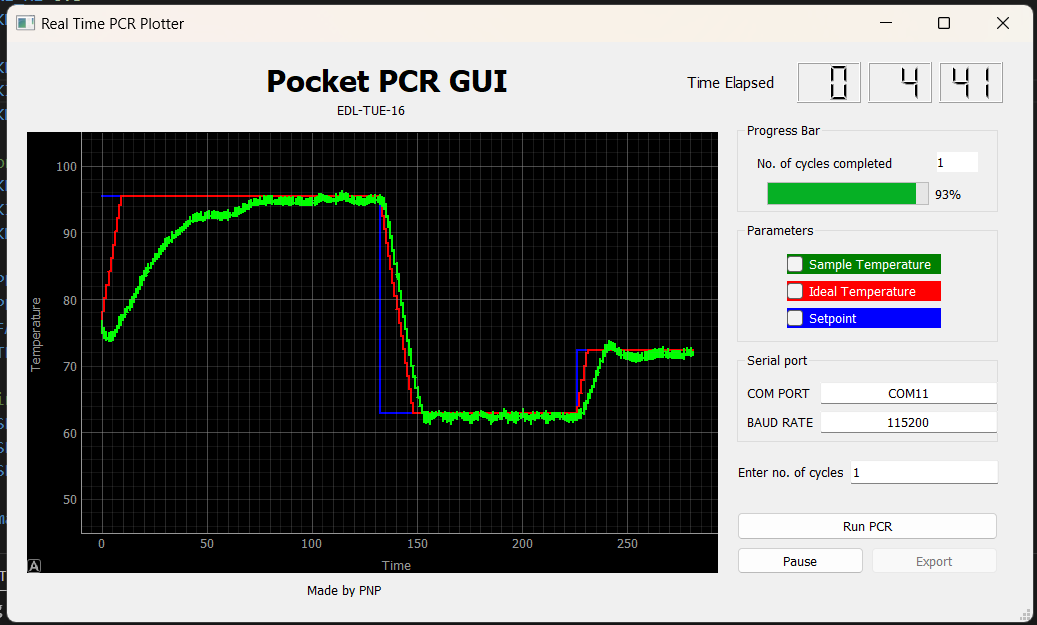 Real Time PCR Plotter
Pocket PCR GUI
EDL-TUE-16
Time Elapsed 0 4 41
Progress Bar
No. of cycles completed 1
93%
Parameters
Sample Temperature
Ideal Temperature
Setpoint
Serial port
COM PORT COM11
BAUD RATE 115200
Enter no. of cycles 1
Run PCR
Pause Export
100
90
80
70
60
50
Temperature
0 50 100 150 200 250
Time
A
Made by PNP